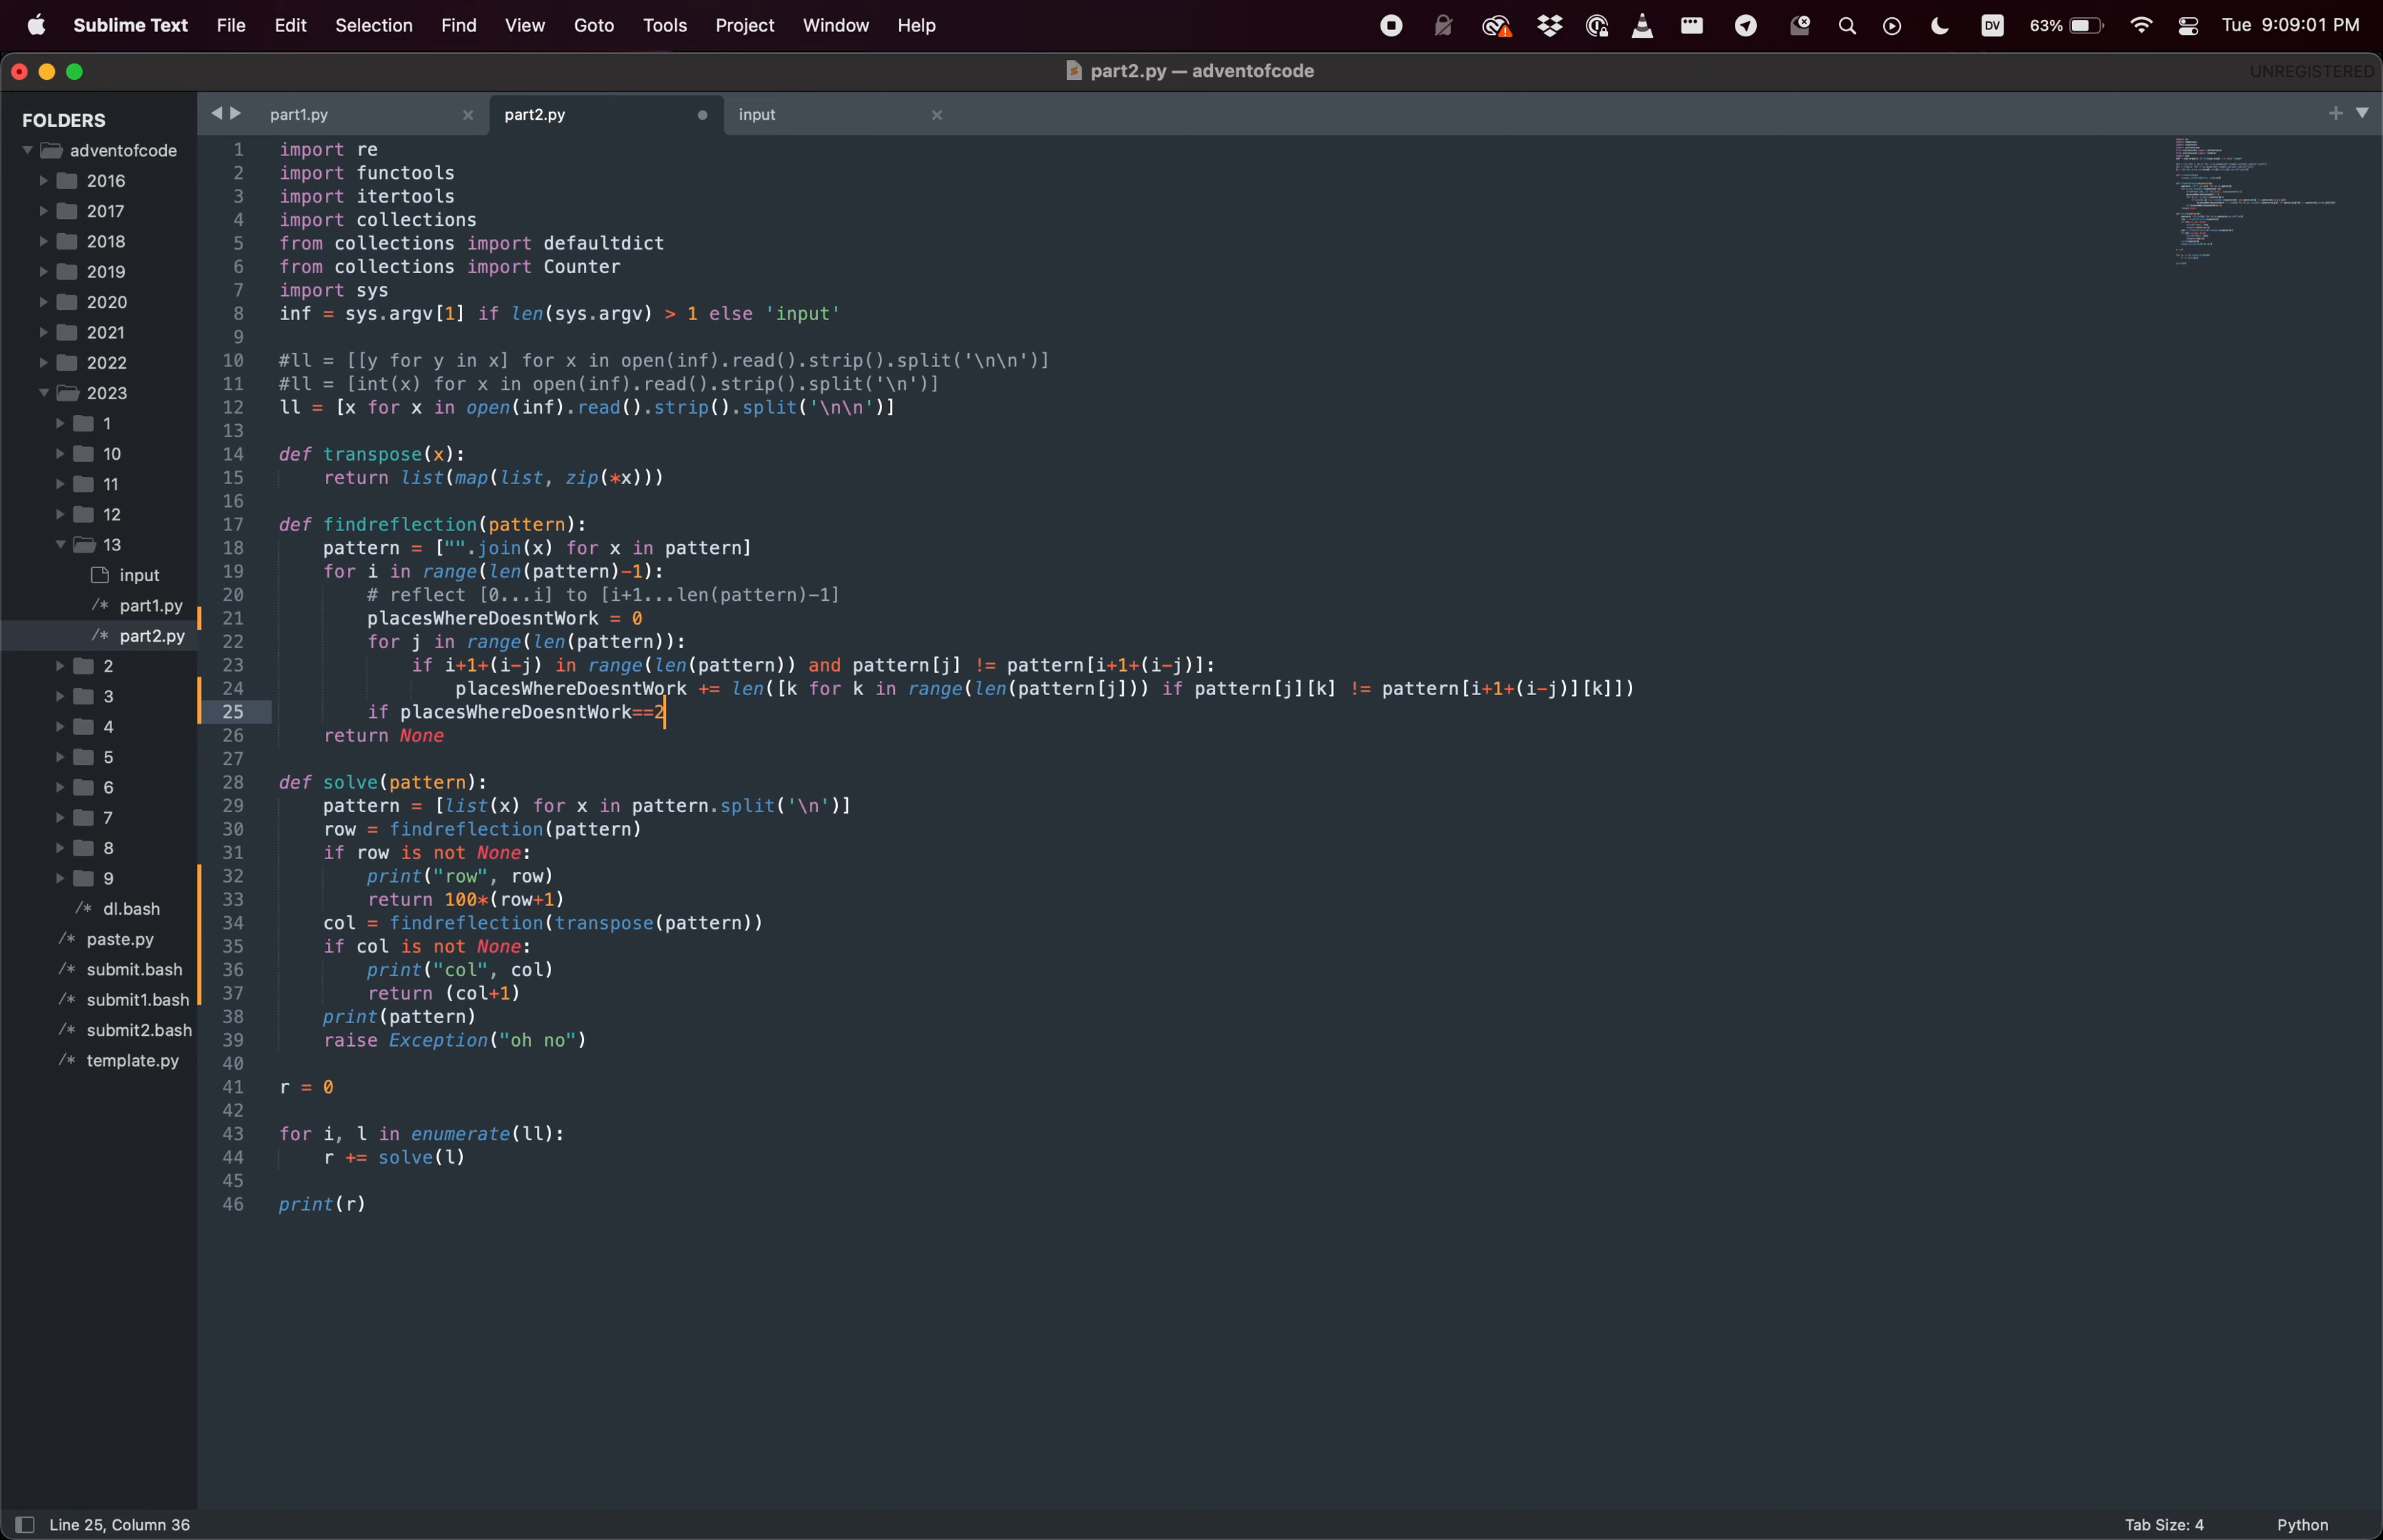 Sublime Text File Edit Selection Find View Goto Tools Project Window Help DV 63% Tue 9:09:01 PM
part2.py — adventofcode UNREGISTERED
FOLDERS
adventofcode
2016
2017
2018
2019
2020
2021
2022
2023
1
10
11
12
13
input
/* part1.py
/* part2.py
2
3
4
5
6
7
8
9
/* dl.bash
/* paste.py
/* submit.bash
/* submit1.bash
/* submit2.bash
/* template.py
part1.py part2.py input
1 import re
2 import functools
3 import itertools
4 import collections
5 from collections import defaultdict
6 from collections import Counter
7 import sys
8 inf = sys.argv[1] if len(sys.argv) > 1 else 'input'
9
10 #ll = [[y for y in x] for x in open(inf).read().strip().split('\n\n')]
11 #ll = [int(x) for x in open(inf).read().strip().split('\n')]
12 ll = [x for x in open(inf).read().strip().split('\n\n')]
13
14 def transpose(x):
15     return list(map(list, zip(*x)))
16
17 def findreflection(pattern):
18     pattern = ["".join(x) for x in pattern]
19     for i in range(len(pattern)-1):
20         # reflect [0...i] to [i+1...len(pattern)-1]
21         placesWhereDoesntWork = 0
22         for j in range(len(pattern)):
23             if i+1+(i-j) in range(len(pattern)) and pattern[j] != pattern[i+1+(i-j)]:
24                 placesWhereDoesntWork += len([k for k in range(len(pattern[j])) if pattern[j][k] != pattern[i+1+(i-j)][k]])
25         if placesWhereDoesntWork==2
26     return None
27
28 def solve(pattern):
29     pattern = [list(x) for x in pattern.split('\n')]
30     row = findreflection(pattern)
31     if row is not None:
32         print("row", row)
33         return 100*(row+1)
34     col = findreflection(transpose(pattern))
35     if col is not None:
36         print("col", col)
37         return (col+1)
38     print(pattern)
39     raise Exception("oh no")
40
41 r = 0
42
43 for i, l in enumerate(ll):
44     r += solve(l)
45
46 print(r)
Line 25, Column 36 Tab Size: 4 Python